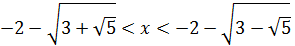 −2 − √(3 + √5) < x < −2 − √(3 − √5)